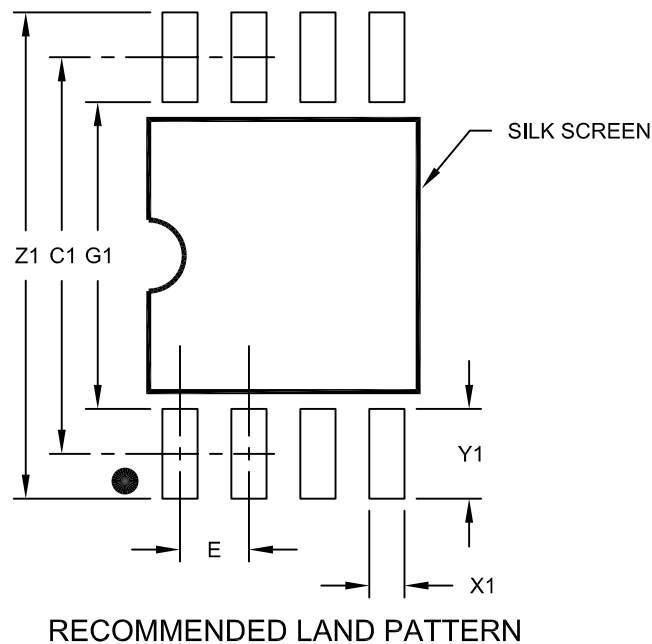 SILK SCREEN
Z1 C1 G1
Y1
E
X1
RECOMMENDED LAND PATTERN